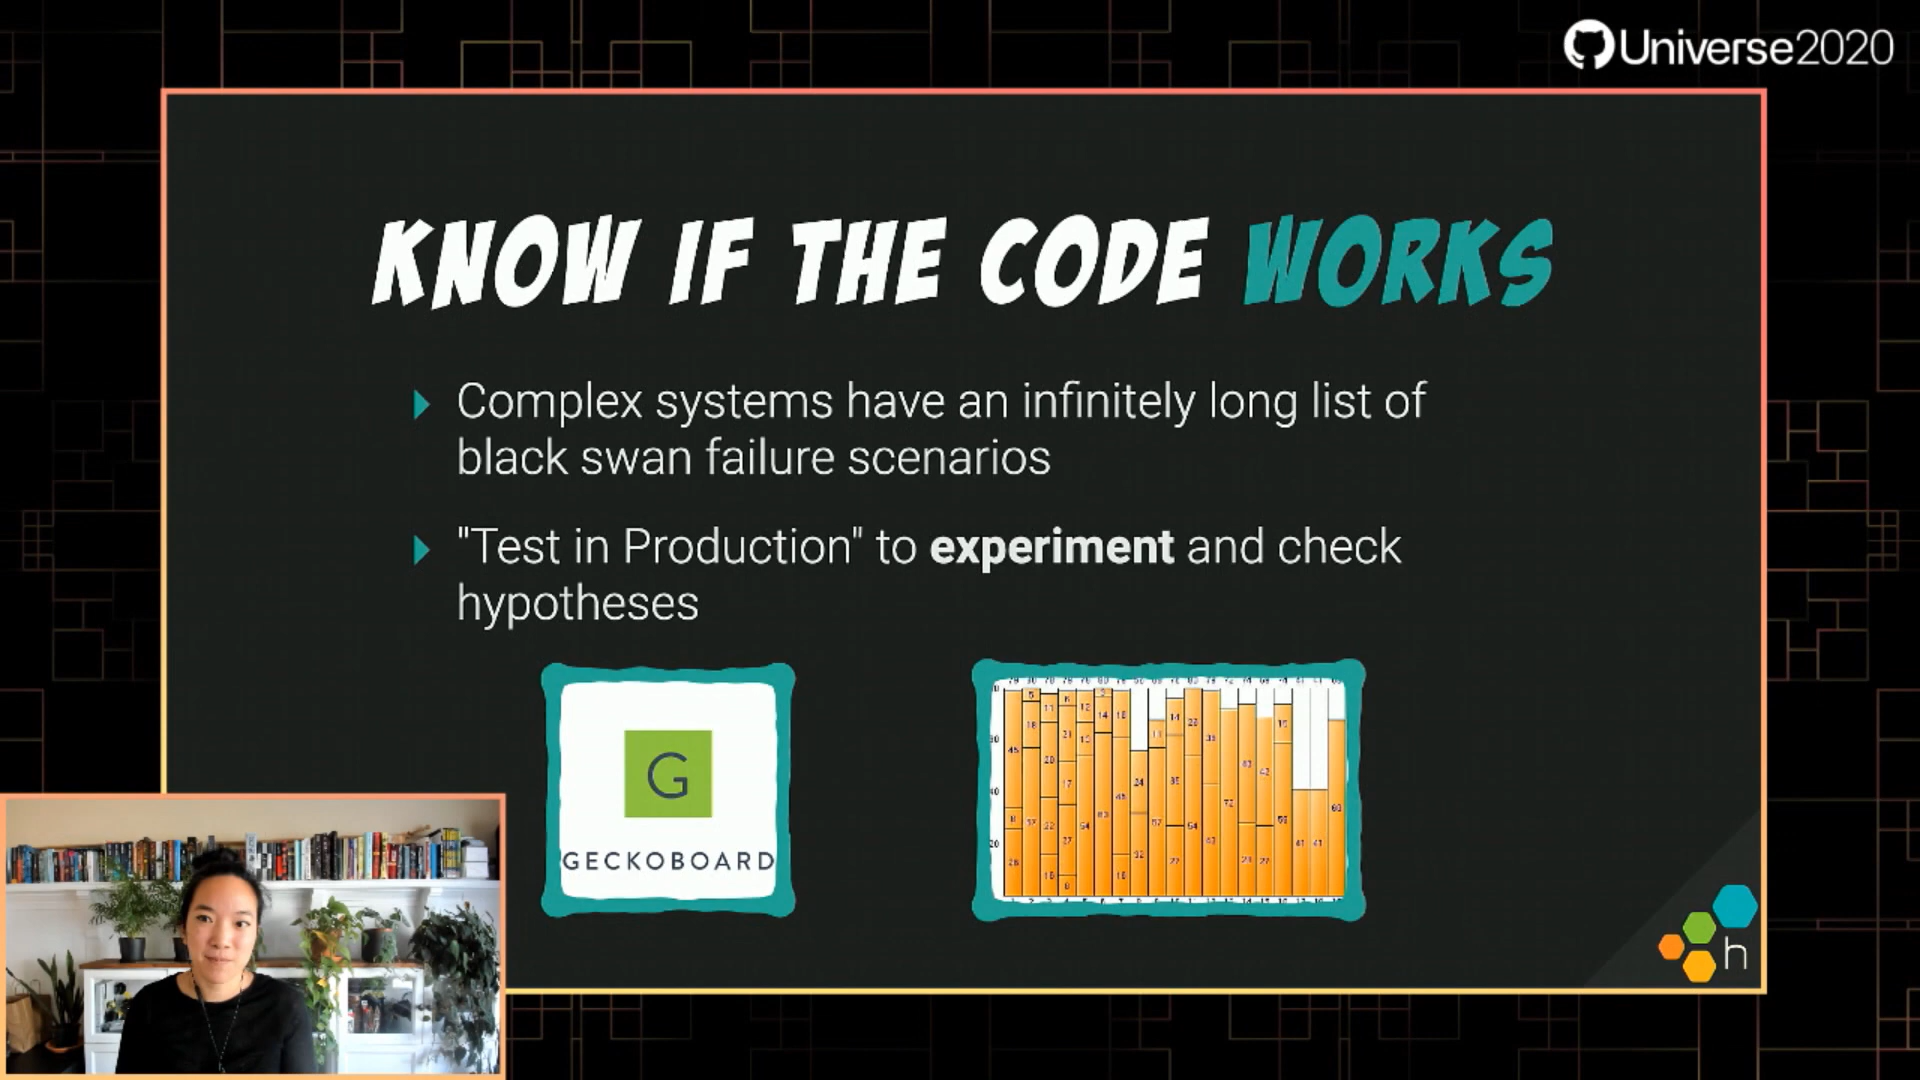 Universe2020
KNOW IF THE CODE WORKS
Complex systems have an infinitely long list of
black swan failure scenarios
"Test in Production" to experiment and check
hypotheses
G
GECKOBOARD
h